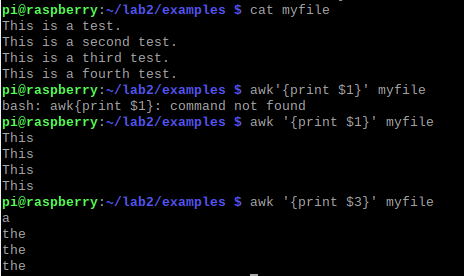 pi@raspberry:~/lab2/examples $ cat myfile
This is a test.
This is a second test.
This is a third test.
This is a fourth test.
pi@raspberry:~/lab2/examples $ awk'{print $1}' myfile
bash: awk{print $1}: command not found
pi@raspberry:~/lab2/examples $ awk '{print $1}' myfile
This
This
This
This
pi@raspberry:~/lab2/examples $ awk '{print $3}' myfile
a
the
the
the